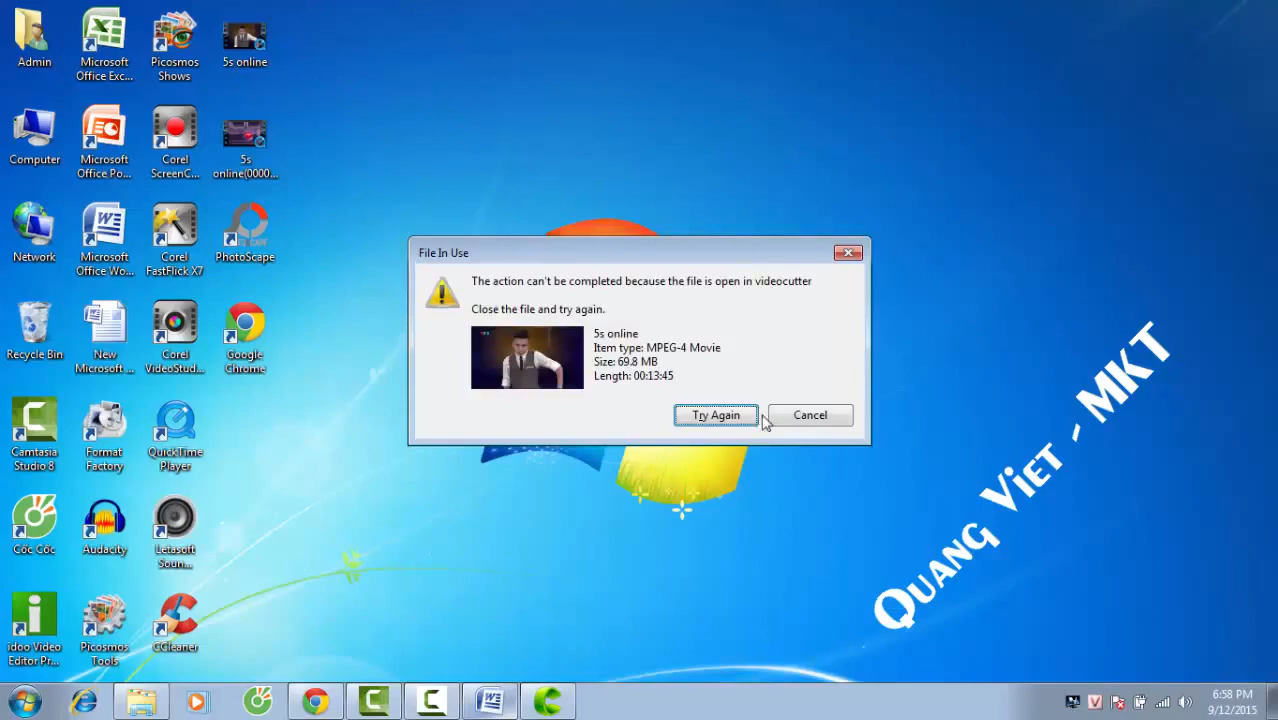 Admin
Microsoft
Office Exc...
Picosmos
Shows
5s online
Computer
Microsoft
Office Po...
Corel
ScreenC...
5s
online(0000...
Network
Microsoft
Office Wo...
Corel
FastFlick X7
PhotoScape
Recycle Bin
New
Microsoft ...
Corel
VideoStud...
Google
Chrome
Camtasia
Studio 8
Format
Factory
QuickTime
Player
Cốc Cốc
Audacity
Letasoft
Soun...
idoo Video
Editor Pr...
Picosmos
Tools
CCleaner
File In Use
The action can't be completed because the file is open in videocutter
Close the file and try again.
5s online
Item type: MPEG-4 Movie
Size: 69.8 MB
Length: 00:13:45
Try Again
Cancel
QUANG VIET - MKT
6:58 PM
9/12/2015